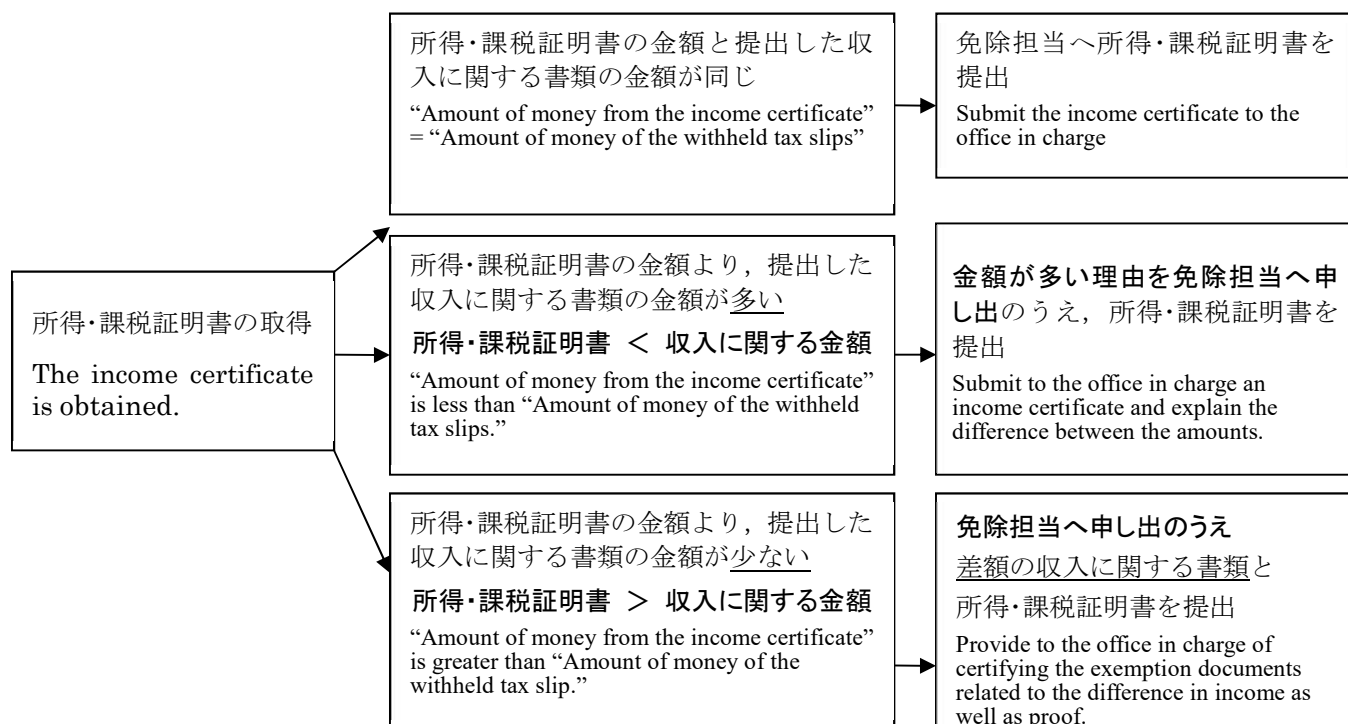 所得・課税証明書の取得
The income certificate
is obtained.
所得・課税証明書の金額と提出した収
入に関する書類の金額が同じ
“Amount of money from the income certificate”
= “Amount of money of the withheld tax slips”
免除担当へ所得・課税証明書を
提出
Submit the income certificate to the
office in charge
所得・課税証明書の金額より，提出した
収入に関する書類の金額が多い
所得・課税証明書 ＜ 収入に関する金額
“Amount of money from the income certificate”
is less than “Amount of money of the withheld
tax slips.”
金額が多い理由を免除担当へ申
し出のうえ，所得・課税証明書を
提出
Submit to the office in charge an
income certificate and explain the
difference between the amounts.
所得・課税証明書の金額より，提出した
収入に関する書類の金額が少ない
所得・課税証明書 ＞ 収入に関する金額
“Amount of money from the income certificate”
is greater than “Amount of money of the
withheld tax slip.”
免除担当へ申し出のうえ
差額の収入に関する書類と
所得・課税証明書を提出
Provide to the office in charge of
certifying the exemption documents
related to the difference in income as
well as proof.